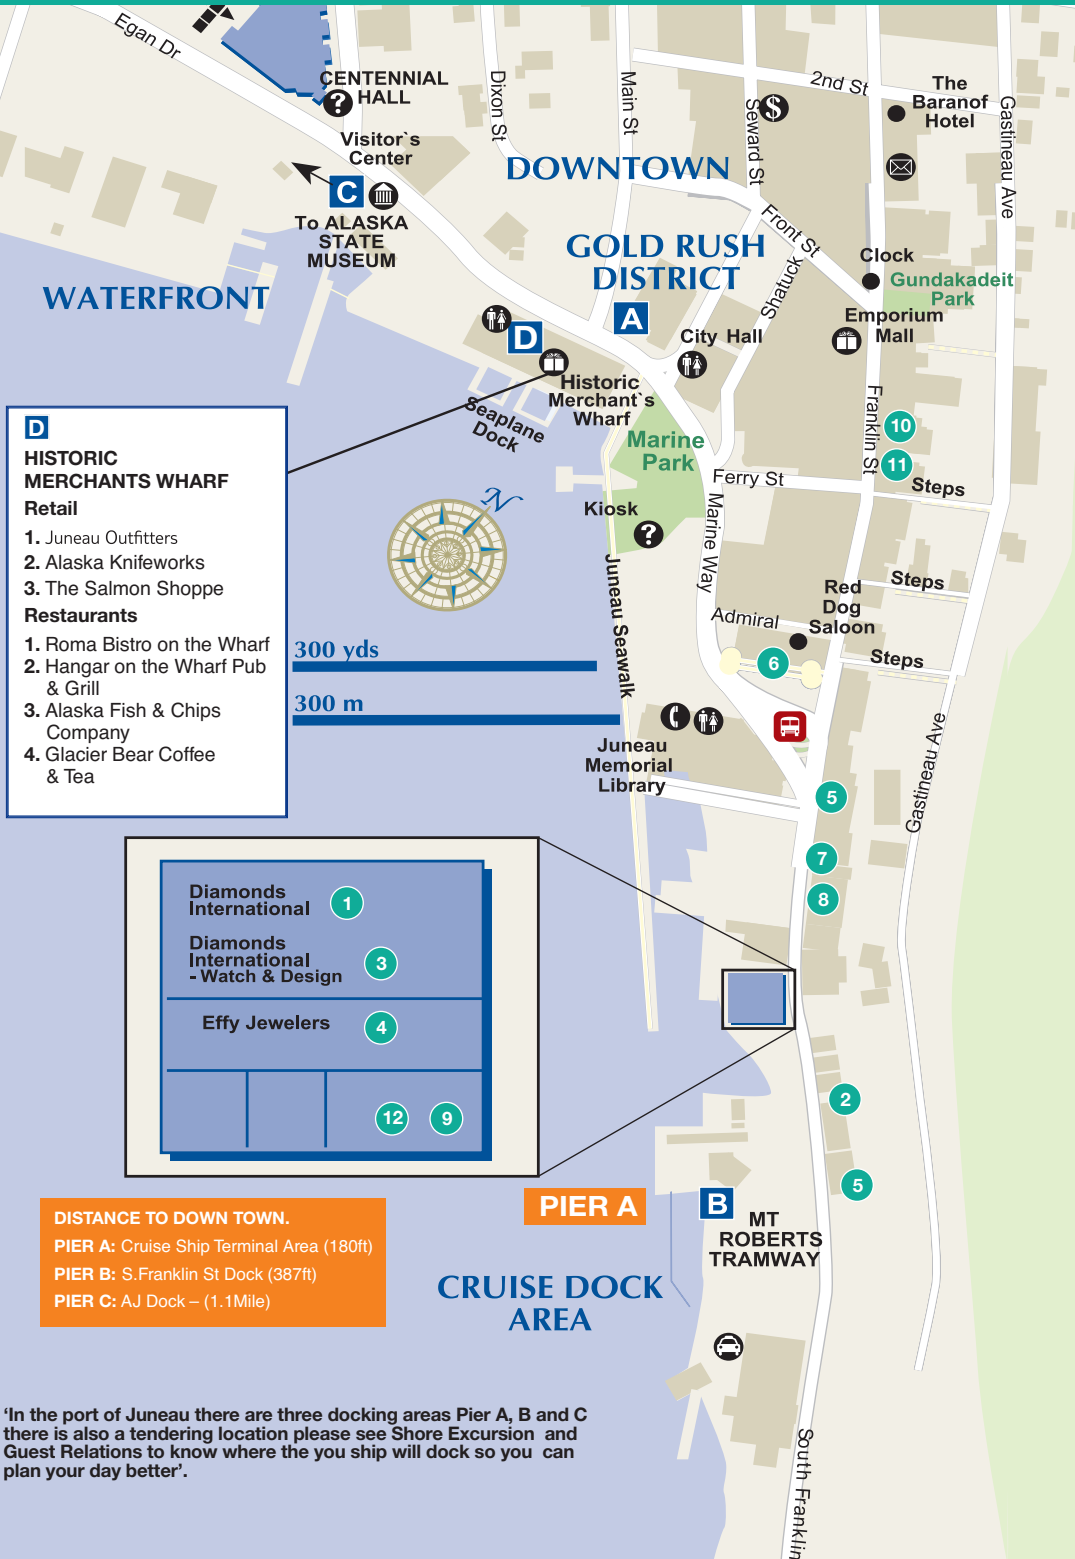 Egan Dr
CENTENNIAL
HALL
?
Visitor`s
Center
C
To ALASKA
STATE
MUSEUM
Dixon St
Main St
Seward St
$
2nd St
The
Baranof
Hotel
Gastineau Ave
DOWNTOWN
Front St
GOLD RUSH
DISTRICT
A
Shatuck
Clock
Gundakadeit
Park
Emporium
Mall
City Hall
WATERFRONT
D
Historic
Merchant`s
Wharf
Seaplane
Dock
Marine
Park
Franklin St
10
11
Steps
Ferry St
Kiosk
?
Marine Way
N
Juneau Seawalk
Steps
Red
Dog
Saloon
Admiral
Steps
6
D
HISTORIC
MERCHANTS WHARF
Retail
1. Juneau Outfitters
2. Alaska Knifeworks
3. The Salmon Shoppe
Restaurants
1. Roma Bistro on the Wharf
2. Hangar on the Wharf Pub
& Grill
3. Alaska Fish & Chips
Company
4. Glacier Bear Coffee
& Tea
300 yds
300 m
Juneau
Memorial
Library
Gastineau Ave
5
7
8
Diamonds
International
1
Diamonds
International
- Watch & Design
3
Effy Jewelers
4
12
9
2
5
PIER A
B
MT
ROBERTS
TRAMWAY
DISTANCE TO DOWN TOWN.
PIER A: Cruise Ship Terminal Area (180ft)
PIER B: S.Franklin St Dock (387ft)
PIER C: AJ Dock – (1.1Mile)
CRUISE DOCK
AREA
‘In the port of Juneau there are three docking areas Pier A, B and C
there is also a tendering location please see Shore Excursion and
Guest Relations to know where the you ship will dock so you can
plan your day better’.
South Franklin